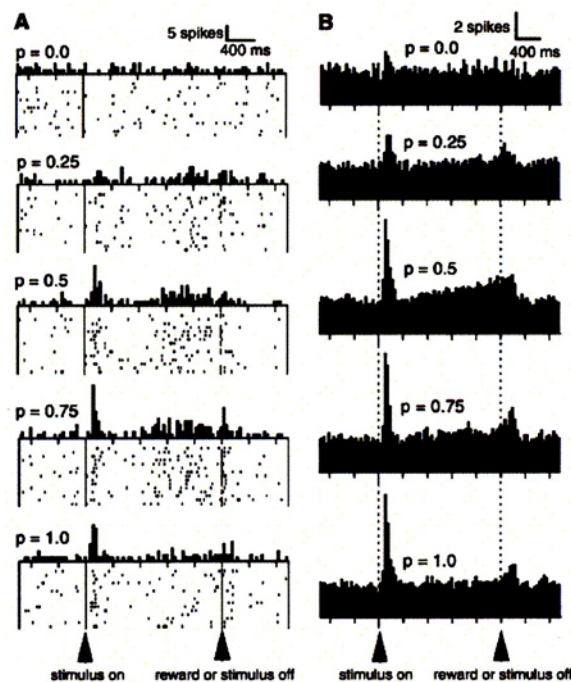 A
5 spikes
400 ms
p = 0.0
p = 0.25
p = 0.5
p = 0.75
p = 1.0
stimulus on
reward or stimulus off
B
2 spikes
400 ms
p = 0.0
p = 0.25
p = 0.5
p = 0.75
p = 1.0
stimulus on
reward or stimulus off